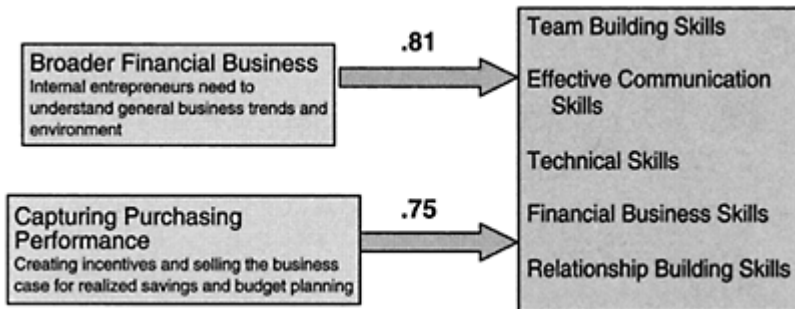 Broader Financial Business
Internal entrepreneurs need to
understand general business trends and
environment
.81
Capturing Purchasing
Performance
Creating incentives and selling the business
case for realized savings and budget planning
.75
Team Building Skills
Effective Communication
Skills
Technical Skills
Financial Business Skills
Relationship Building Skills